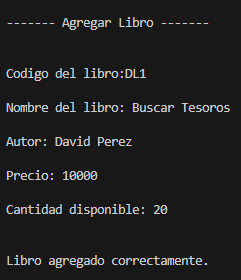 ------- Agregar Libro -------
Codigo del libro:DL1
Nombre del libro: Buscar Tesoros
Autor: David Perez
Precio: 10000
Cantidad disponible: 20
Libro agregado correctamente.